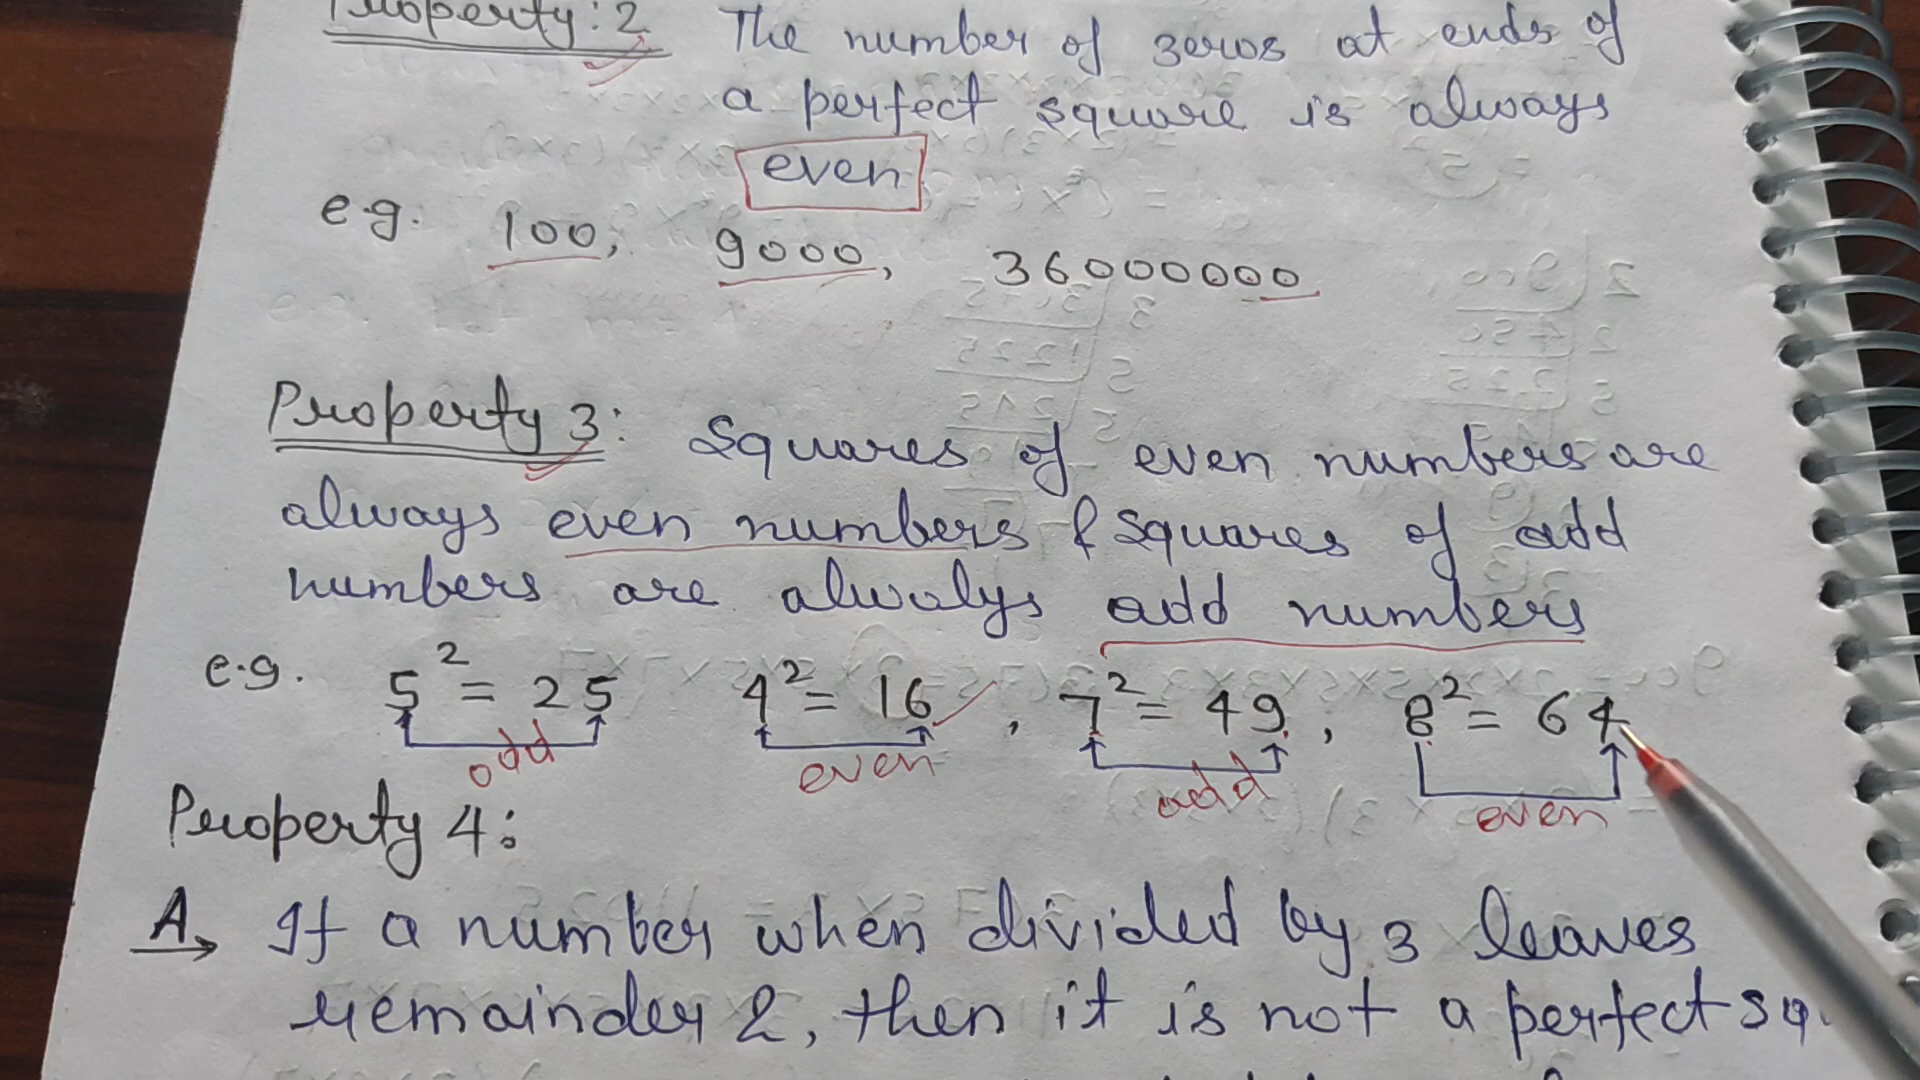 Property: 2 The number of zeros at ends of
a perfect square is always
even
e.g. 100, 9000, 36000000
Property 3: Squares of even numbers are
always even numbers & squares of odd
numbers are alwalys odd numbers
e.g. 5² = 25 4² = 16 , 7² = 49 , 8² = 64
odd even odd even
Property 4:
A → If a number when divided by 3 leaves
remainder 2, then it is not a perfect sq.